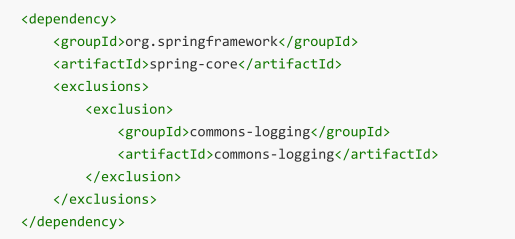 <dependency>
    <groupId>org.springframework</groupId>
    <artifactId>spring-core</artifactId>
    <exclusions>
        <exclusion>
            <groupId>commons-logging</groupId>
            <artifactId>commons-logging</artifactId>
        </exclusion>
    </exclusions>
</dependency>